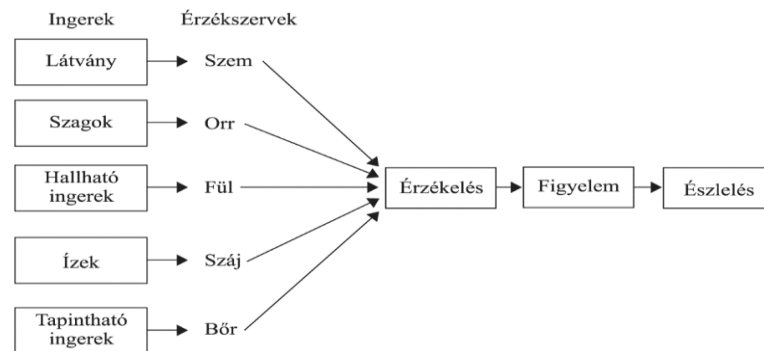 Ingerek Érzékszervek
Látvány Szem
Szagok Orr
Hallható
ingerek Fül Érzékelés Figyelem Észlelés
Ízek Száj
Tapintható
ingerek Bőr